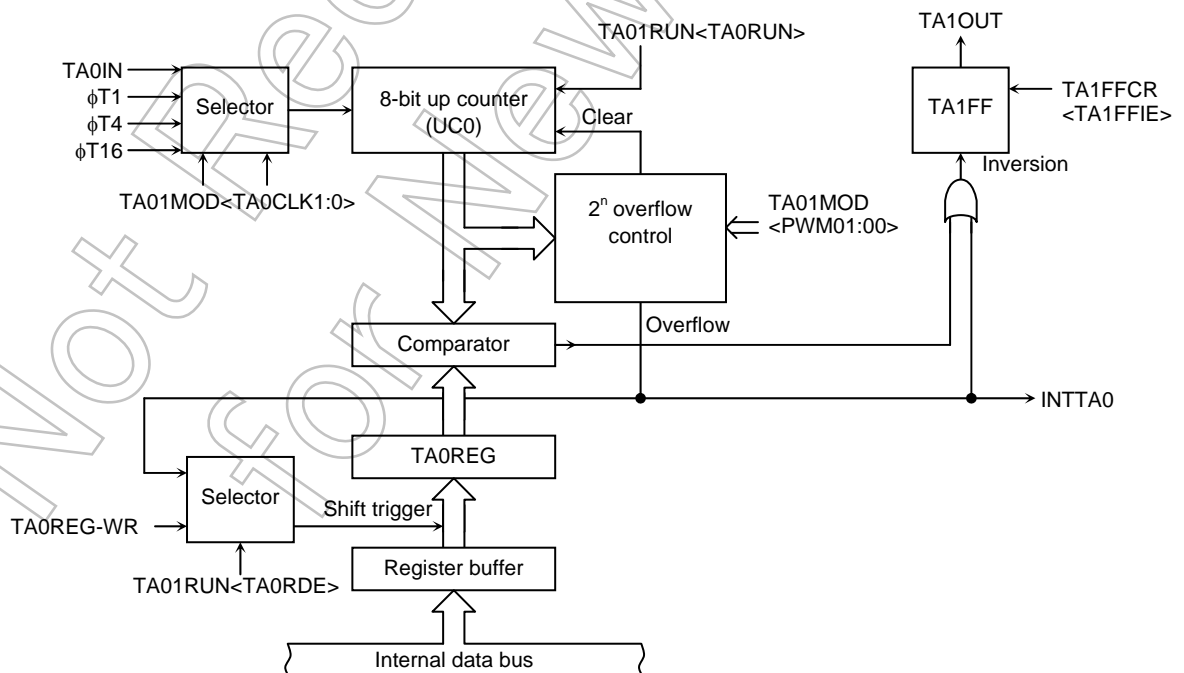 TA01RUN<TA0RUN>
TA1OUT
TA0IN
ϕT1
ϕT4
ϕT16
Selector
8-bit up counter
(UC0)
Clear
TA1FF
TA1FFCR
<TA1FFIE>
Inversion
TA01MOD<TA0CLK1:0>
2ⁿ overflow
control
TA01MOD
<PWM01:00>
Overflow
Comparator
INTTA0
TA0REG
Selector
Shift trigger
TA0REG-WR
Register buffer
TA01RUN<TA0RDE>
Internal data bus
Not
for